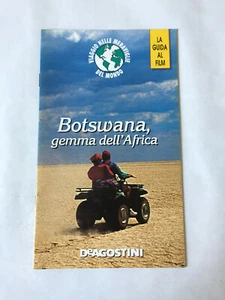 VIAGGIO NELLE MERAVIGLIE
DEL MONDO
LA
GUIDA
AL
FILM
Botswana,
gemma dell'Africa
DeAGOSTINI